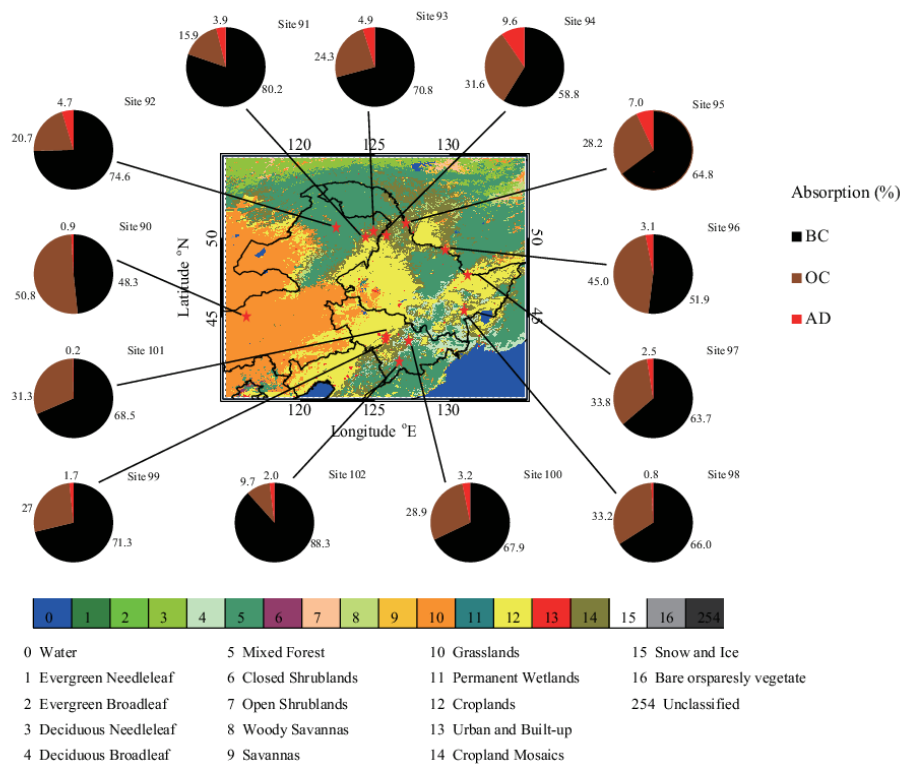 Site 91
3.9
15.9
80.2
Site 93
4.9
24.3
70.8
Site 94
9.6
31.6
58.8
Site 92
4.7
20.7
74.6
Site 95
7.0
28.2
64.8
Site 90
0.9
50.8
48.3
Site 96
3.1
45.0
51.9
Site 101
0.2
31.3
68.5
Site 97
2.5
33.8
63.7
Site 99
1.7
27
71.3
Site 102
2.0
9.7
88.3
Site 100
3.2
28.9
67.9
Site 98
0.8
33.2
66.0
120 125 130
50 50
45 45
120 125 130
Latitude °N
Longitude °E
Absorption (%)
BC
OC
AD
0 1 2 3 4 5 6 7 8 9 10 11 12 13 14 15 16 254
0 Water
1 Evergreen Needleleaf
2 Evergreen Broadleaf
3 Deciduous Needleleaf
4 Deciduous Broadleaf
5 Mixed Forest
6 Closed Shrublands
7 Open Shrublands
8 Woody Savannas
9 Savannas
10 Grasslands
11 Permanent Wetlands
12 Croplands
13 Urban and Built-up
14 Cropland Mosaics
15 Snow and Ice
16 Bare orsparsely vegetate
254 Unclassified